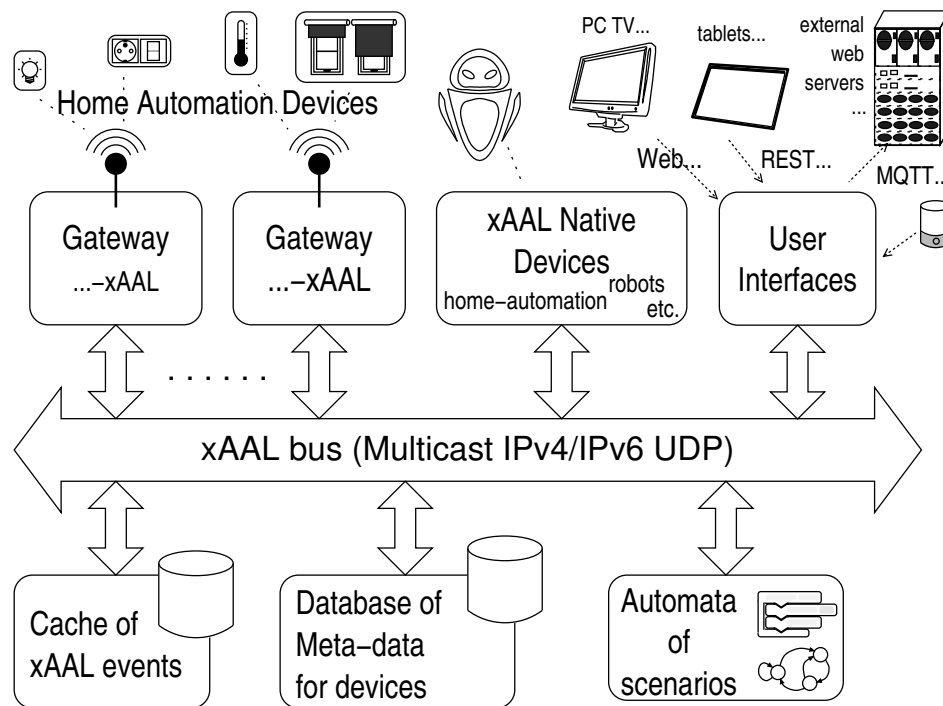 PC TV...
tablets...
external
web
servers
...
Home Automation Devices
Web...
REST...
MQTT...
Gateway
...–xAAL
Gateway
...–xAAL
xAAL Native
Devices
home–automation
robots
etc.
User
Interfaces
. . . . . .
xAAL bus (Multicast IPv4/IPv6 UDP)
Cache of
xAAL events
Database of
Meta–data
for devices
Automata
of
scenarios